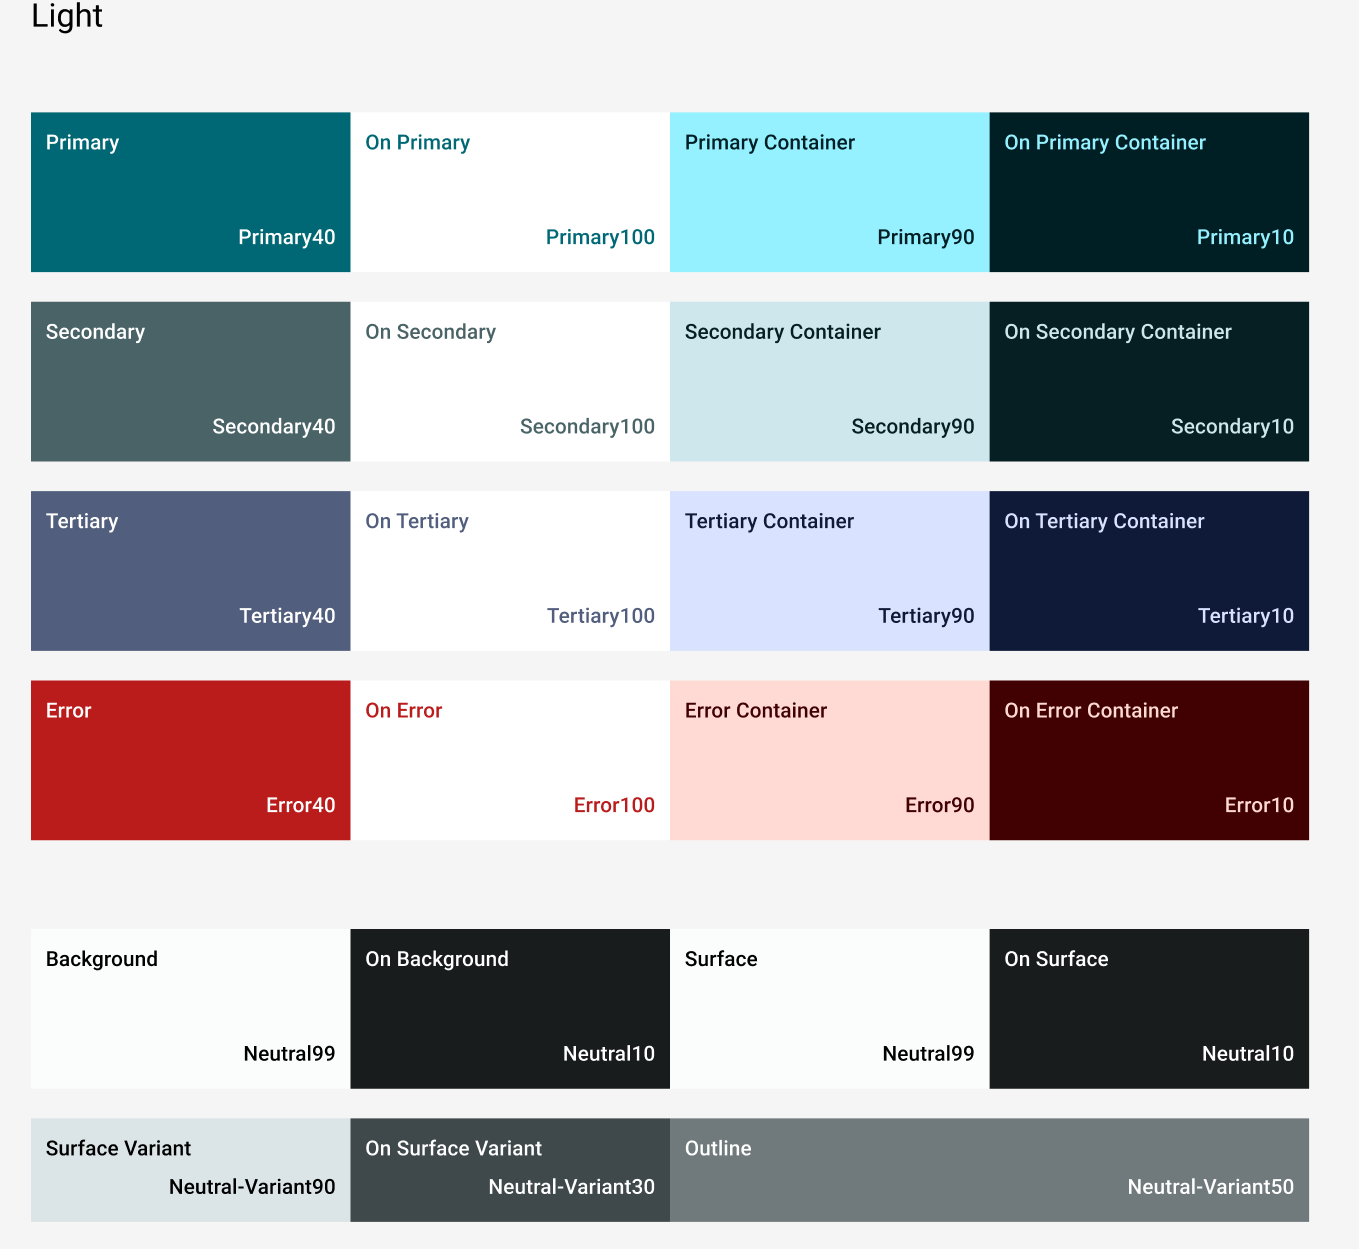 Light
Primary
Primary40
On Primary
Primary100
Primary Container
Primary90
On Primary Container
Primary10
Secondary
Secondary40
On Secondary
Secondary100
Secondary Container
Secondary90
On Secondary Container
Secondary10
Tertiary
Tertiary40
On Tertiary
Tertiary100
Tertiary Container
Tertiary90
On Tertiary Container
Tertiary10
Error
Error40
On Error
Error100
Error Container
Error90
On Error Container
Error10
Background
Neutral99
On Background
Neutral10
Surface
Neutral99
On Surface
Neutral10
Surface Variant
Neutral-Variant90
On Surface Variant
Neutral-Variant30
Outline
Neutral-Variant50